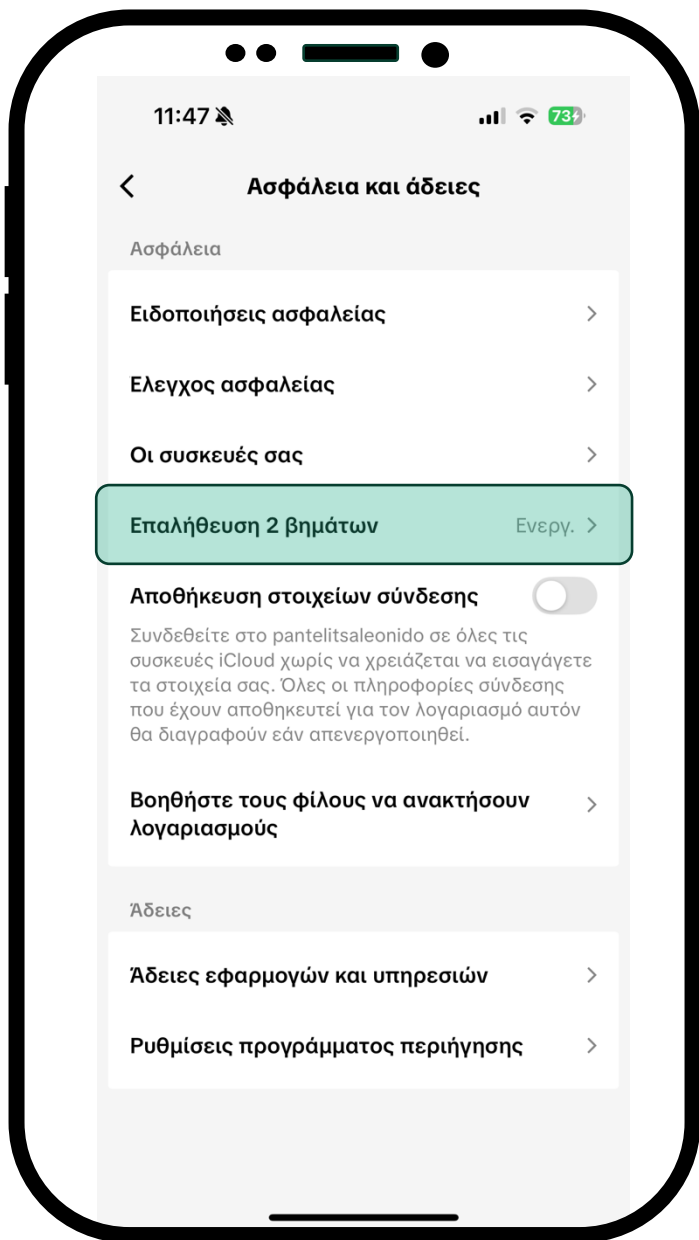 11:47
73
Ασφάλεια και άδειες
Ασφάλεια
Ειδοποιήσεις ασφαλείας
Ελεγχος ασφαλείας
Οι συσκευές σας
Επαλήθευση 2 βημάτων Ενεργ.
Αποθήκευση στοιχείων σύνδεσης
Συνδεθείτε στο pantelitsaleonido σε όλες τις
συσκευές iCloud χωρίς να χρειάζεται να εισαγάγετε
τα στοιχεία σας. Όλες οι πληροφορίες σύνδεσης
που έχουν αποθηκευτεί για τον λογαριασμό αυτόν
θα διαγραφούν εάν απενεργοποιηθεί.
Βοηθήστε τους φίλους να ανακτήσουν
λογαριασμούς
Άδειες
Άδειες εφαρμογών και υπηρεσιών
Ρυθμίσεις προγράμματος περιήγησης